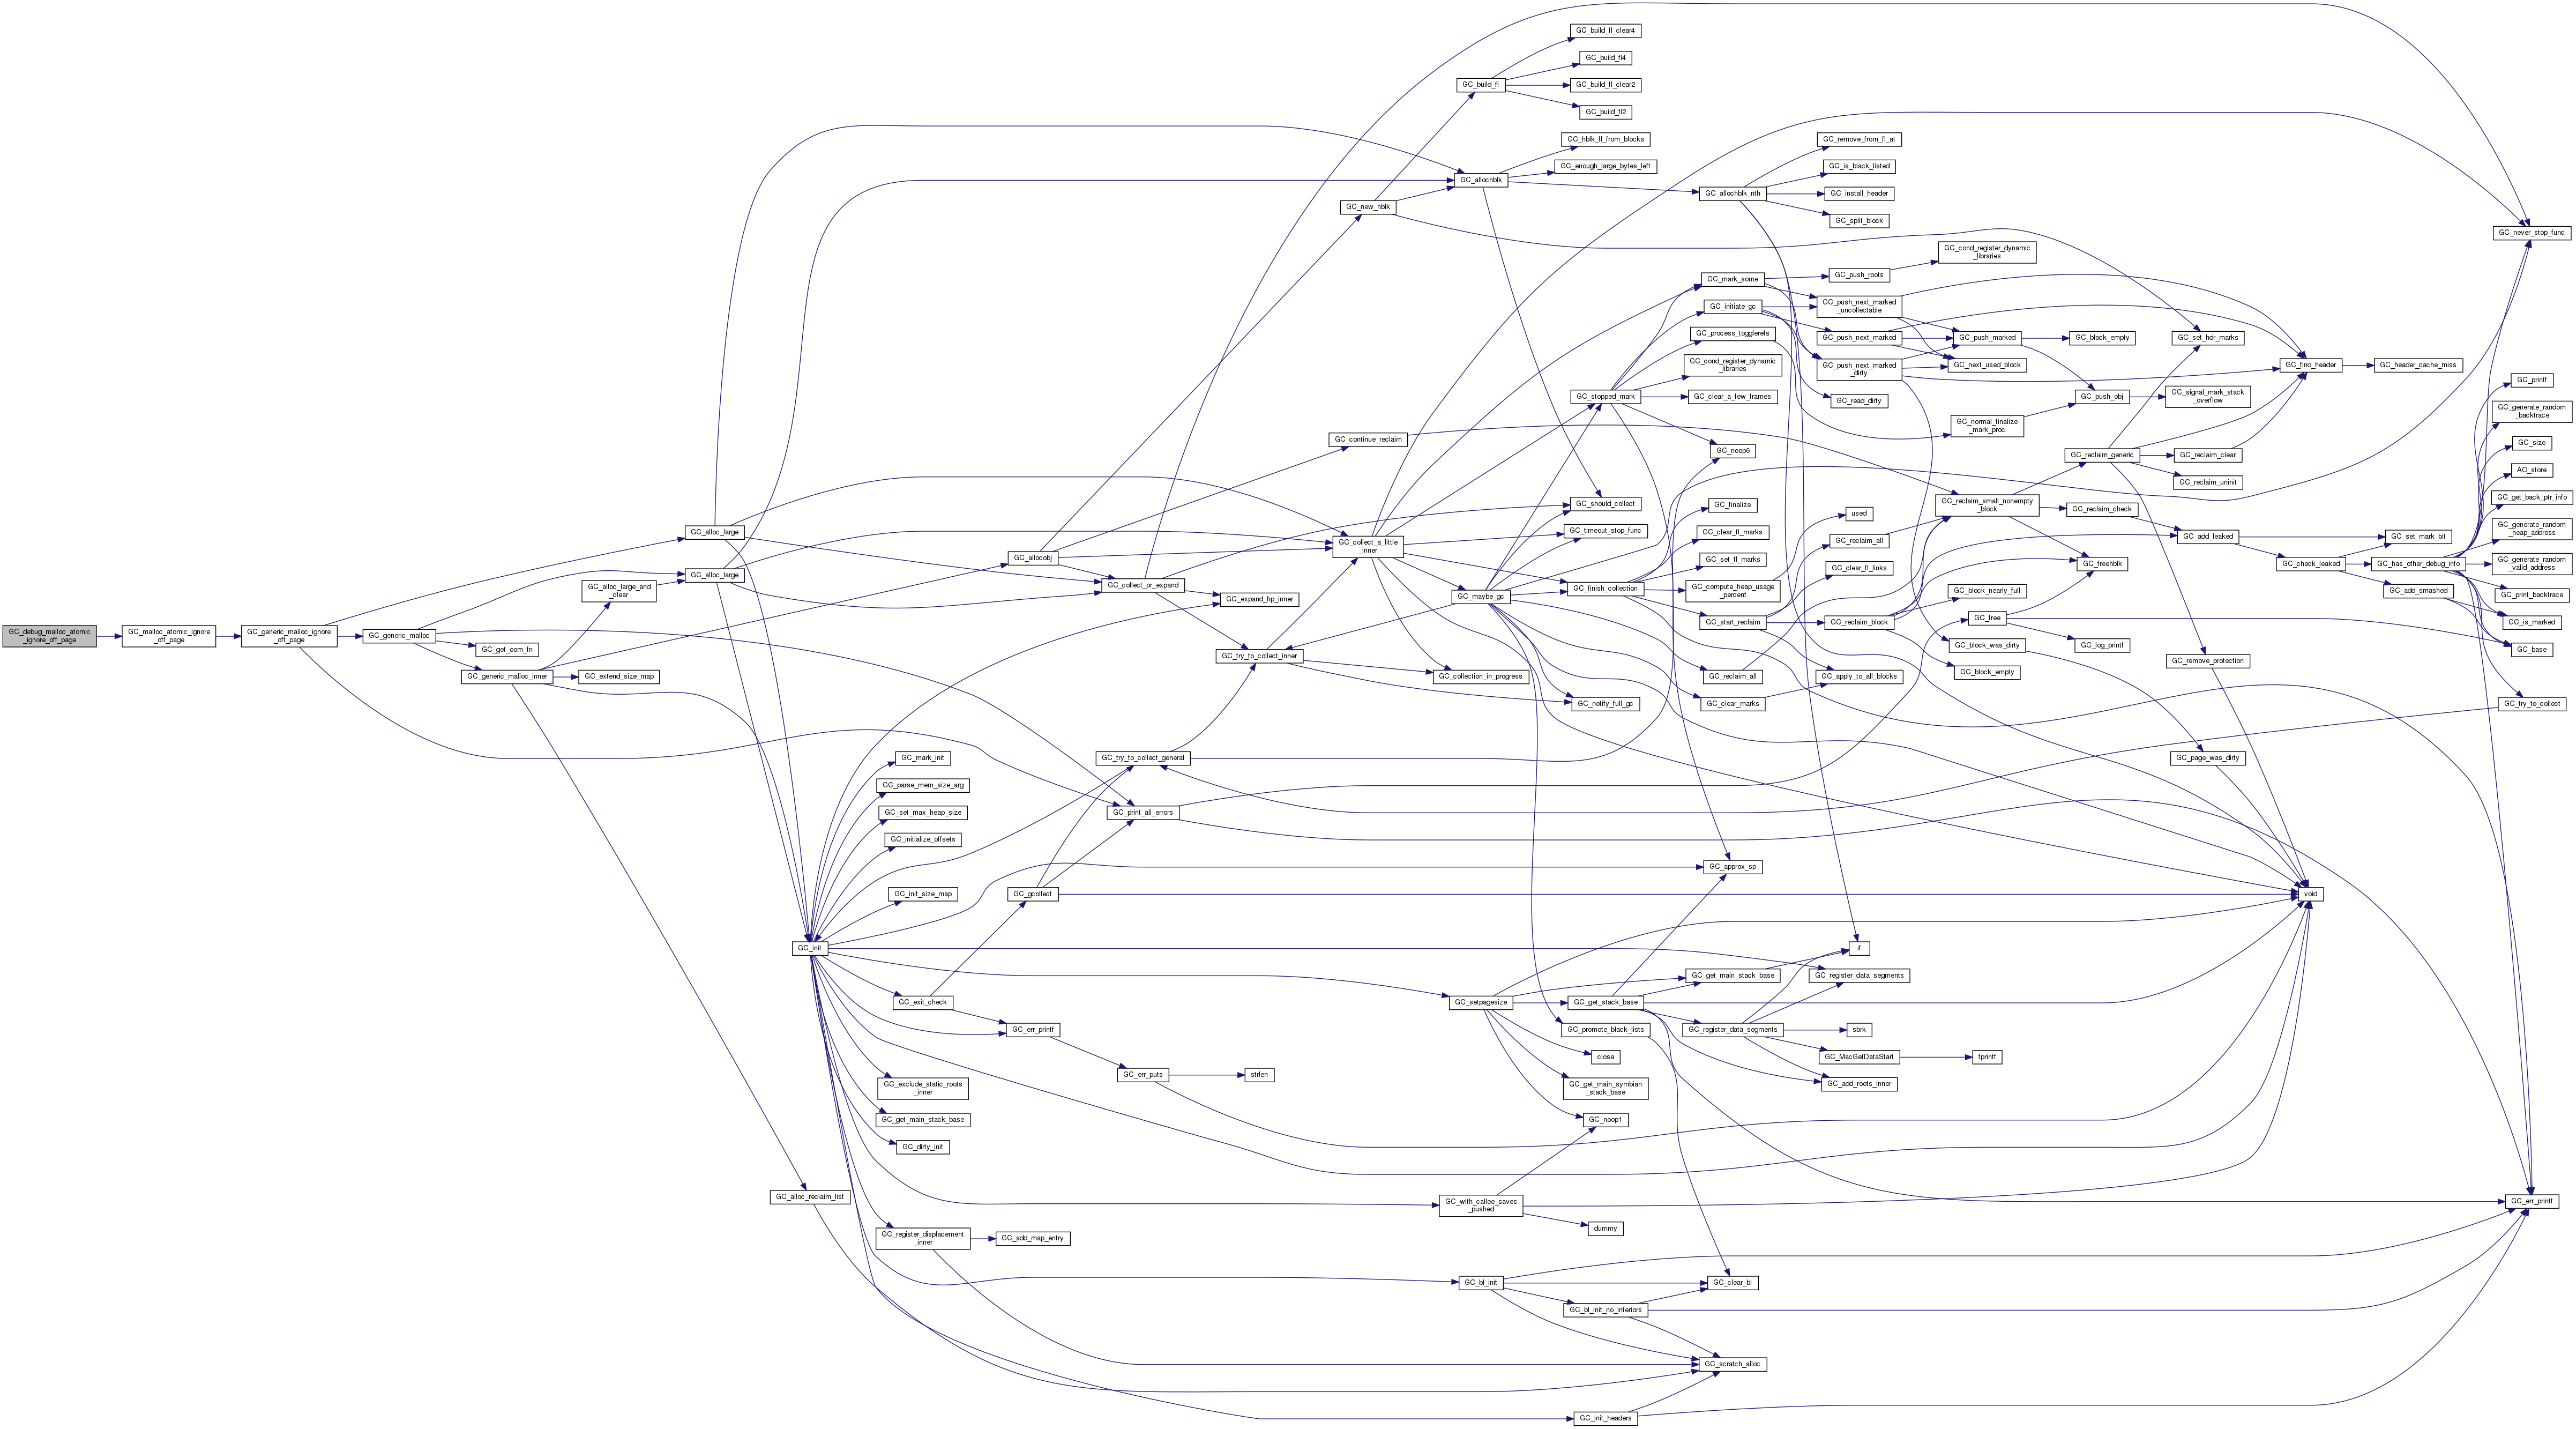 GC_debug_malloc_atomic
_ignore_off_page
GC_malloc_atomic_ignore
_off_page
GC_generic_malloc_ignore
_off_page
GC_generic_malloc
GC_get_oom_fn
GC_generic_malloc_inner
GC_alloc_large_and
_clear
GC_extend_size_map
GC_alloc_large
GC_alloc_large
GC_init
GC_alloc_reclaim_list
GC_mark_init
GC_parse_mem_size_arg
GC_set_max_heap_size
GC_initialize_offsets
GC_init_size_map
GC_exit_check
GC_exclude_static_roots
_inner
GC_get_main_stack_base
GC_dirty_init
GC_register_displacement
_inner
GC_allocobj
GC_gcollect
GC_err_printf
GC_add_map_entry
GC_collect_or_expand
GC_try_to_collect_general
GC_print_all_errors
GC_err_puts
GC_expand_hp_inner
GC_try_to_collect_inner
strlen
GC_new_hblk
GC_continue_reclaim
GC_collect_a_little
_inner
GC_build_fl
GC_allochblk
GC_maybe_gc
GC_collection_in_progress
GC_setpagesize
GC_with_callee_saves
_pushed
GC_bl_init
GC_build_fl_clear4
GC_build_fl4
GC_build_fl_clear2
GC_build_fl2
GC_hblk_fl_from_blocks
GC_enough_large_bytes_left
GC_stopped_mark
GC_should_collect
GC_timeout_stop_func
GC_finish_collection
GC_notify_full_gc
GC_get_stack_base
GC_promote_black_lists
close
GC_get_main_symbian
_stack_base
GC_noop1
dummy
GC_bl_init_no_interiors
GC_init_headers
GC_allochblk_nth
GC_mark_some
GC_initiate_gc
GC_process_togglerefs
GC_cond_register_dynamic
_libraries
GC_clear_a_few_frames
GC_noop6
GC_finalize
GC_clear_fl_marks
GC_set_fl_marks
GC_compute_heap_usage
_percent
GC_start_reclaim
GC_reclaim_all
GC_clear_marks
GC_approx_sp
GC_get_main_stack_base
GC_register_data_segments
GC_clear_bl
GC_scratch_alloc
GC_remove_from_fl_at
GC_is_black_listed
GC_install_header
GC_split_block
GC_push_roots
GC_push_next_marked
_uncollectable
GC_push_next_marked
GC_push_next_marked
_dirty
GC_read_dirty
used
GC_reclaim_all
GC_clear_fl_links
GC_reclaim_block
GC_apply_to_all_blocks
if
GC_register_data_segments
sbrk
GC_MacGetDataStart
GC_add_roots_inner
GC_cond_register_dynamic
_libraries
GC_push_marked
GC_next_used_block
GC_normal_finalize
_mark_proc
GC_reclaim_small_nonempty
_block
GC_block_nearly_full
GC_free
GC_block_was_dirty
GC_block_empty
fprintf
GC_block_empty
GC_push_obj
GC_reclaim_generic
GC_reclaim_check
GC_freehblk
GC_log_printf
GC_set_hdr_marks
GC_signal_mark_stack
_overflow
GC_reclaim_clear
GC_reclaim_uninit
GC_add_leaked
GC_remove_protection
GC_page_was_dirty
GC_find_header
GC_check_leaked
void
GC_header_cache_miss
GC_set_mark_bit
GC_has_other_debug_info
GC_add_smashed
GC_never_stop_func
GC_printf
GC_generate_random
_backtrace
GC_size
AO_store
GC_get_back_ptr_info
GC_generate_random
_heap_address
GC_generate_random
_valid_address
GC_print_backtrace
GC_is_marked
GC_base
GC_try_to_collect
GC_err_printf